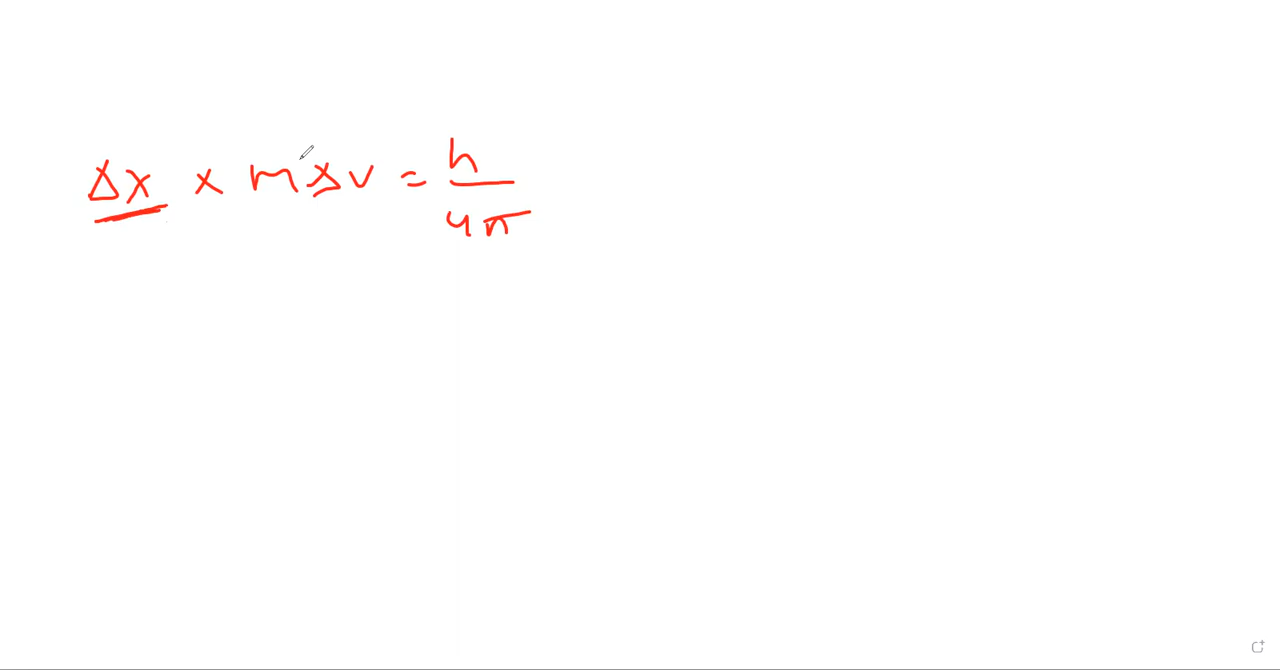 Δx × mΔv = h/4π